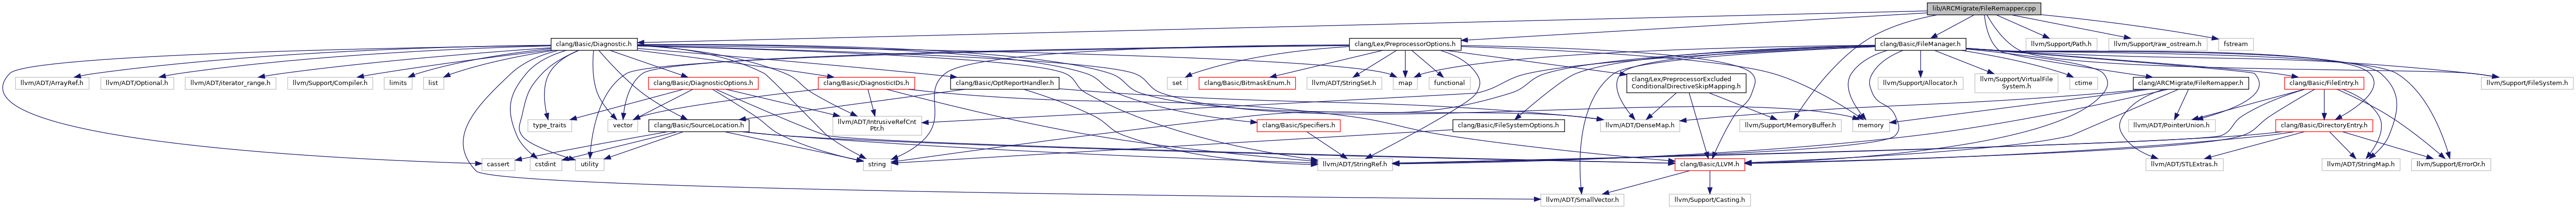 lib/ARCMigrate/FileRemapper.cpp
clang/Basic/Diagnostic.h
clang/Lex/PreprocessorOptions.h
clang/Basic/FileManager.h
llvm/Support/Path.h
llvm/Support/raw_ostream.h
fstream
llvm/ADT/ArrayRef.h
llvm/ADT/Optional.h
llvm/ADT/iterator_range.h
llvm/Support/Compiler.h
limits
list
clang/Basic/DiagnosticOptions.h
clang/Basic/DiagnosticIDs.h
clang/Basic/OptReportHandler.h
set
clang/Basic/BitmaskEnum.h
llvm/ADT/StringSet.h
map
functional
clang/Lex/PreprocessorExcluded
ConditionalDirectiveSkipMapping.h
llvm/Support/Allocator.h
llvm/Support/VirtualFile
System.h
ctime
clang/ARCMigrate/FileRemapper.h
clang/Basic/FileEntry.h
llvm/Support/FileSystem.h
type_traits
vector
clang/Basic/SourceLocation.h
llvm/ADT/IntrusiveRefCnt
Ptr.h
clang/Basic/Specifiers.h
clang/Basic/FileSystemOptions.h
llvm/ADT/DenseMap.h
llvm/Support/MemoryBuffer.h
memory
llvm/ADT/PointerUnion.h
clang/Basic/DirectoryEntry.h
cassert
cstdint
utility
string
llvm/ADT/StringRef.h
clang/Basic/LLVM.h
llvm/ADT/STLExtras.h
llvm/ADT/StringMap.h
llvm/Support/ErrorOr.h
llvm/ADT/SmallVector.h
llvm/Support/Casting.h